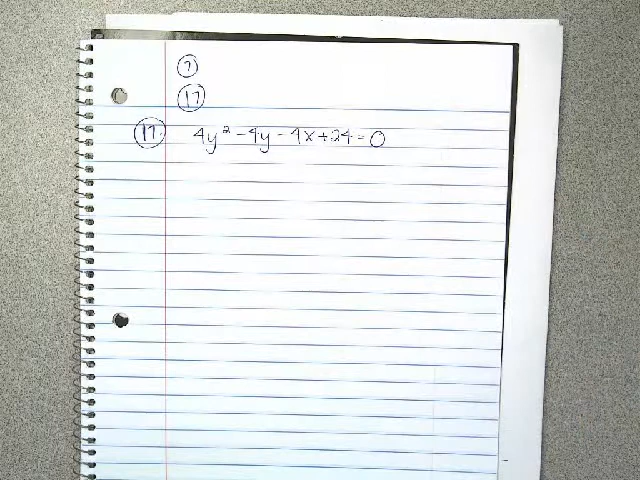 7
17
17 4y² - 4y - 4x + 24 = 0